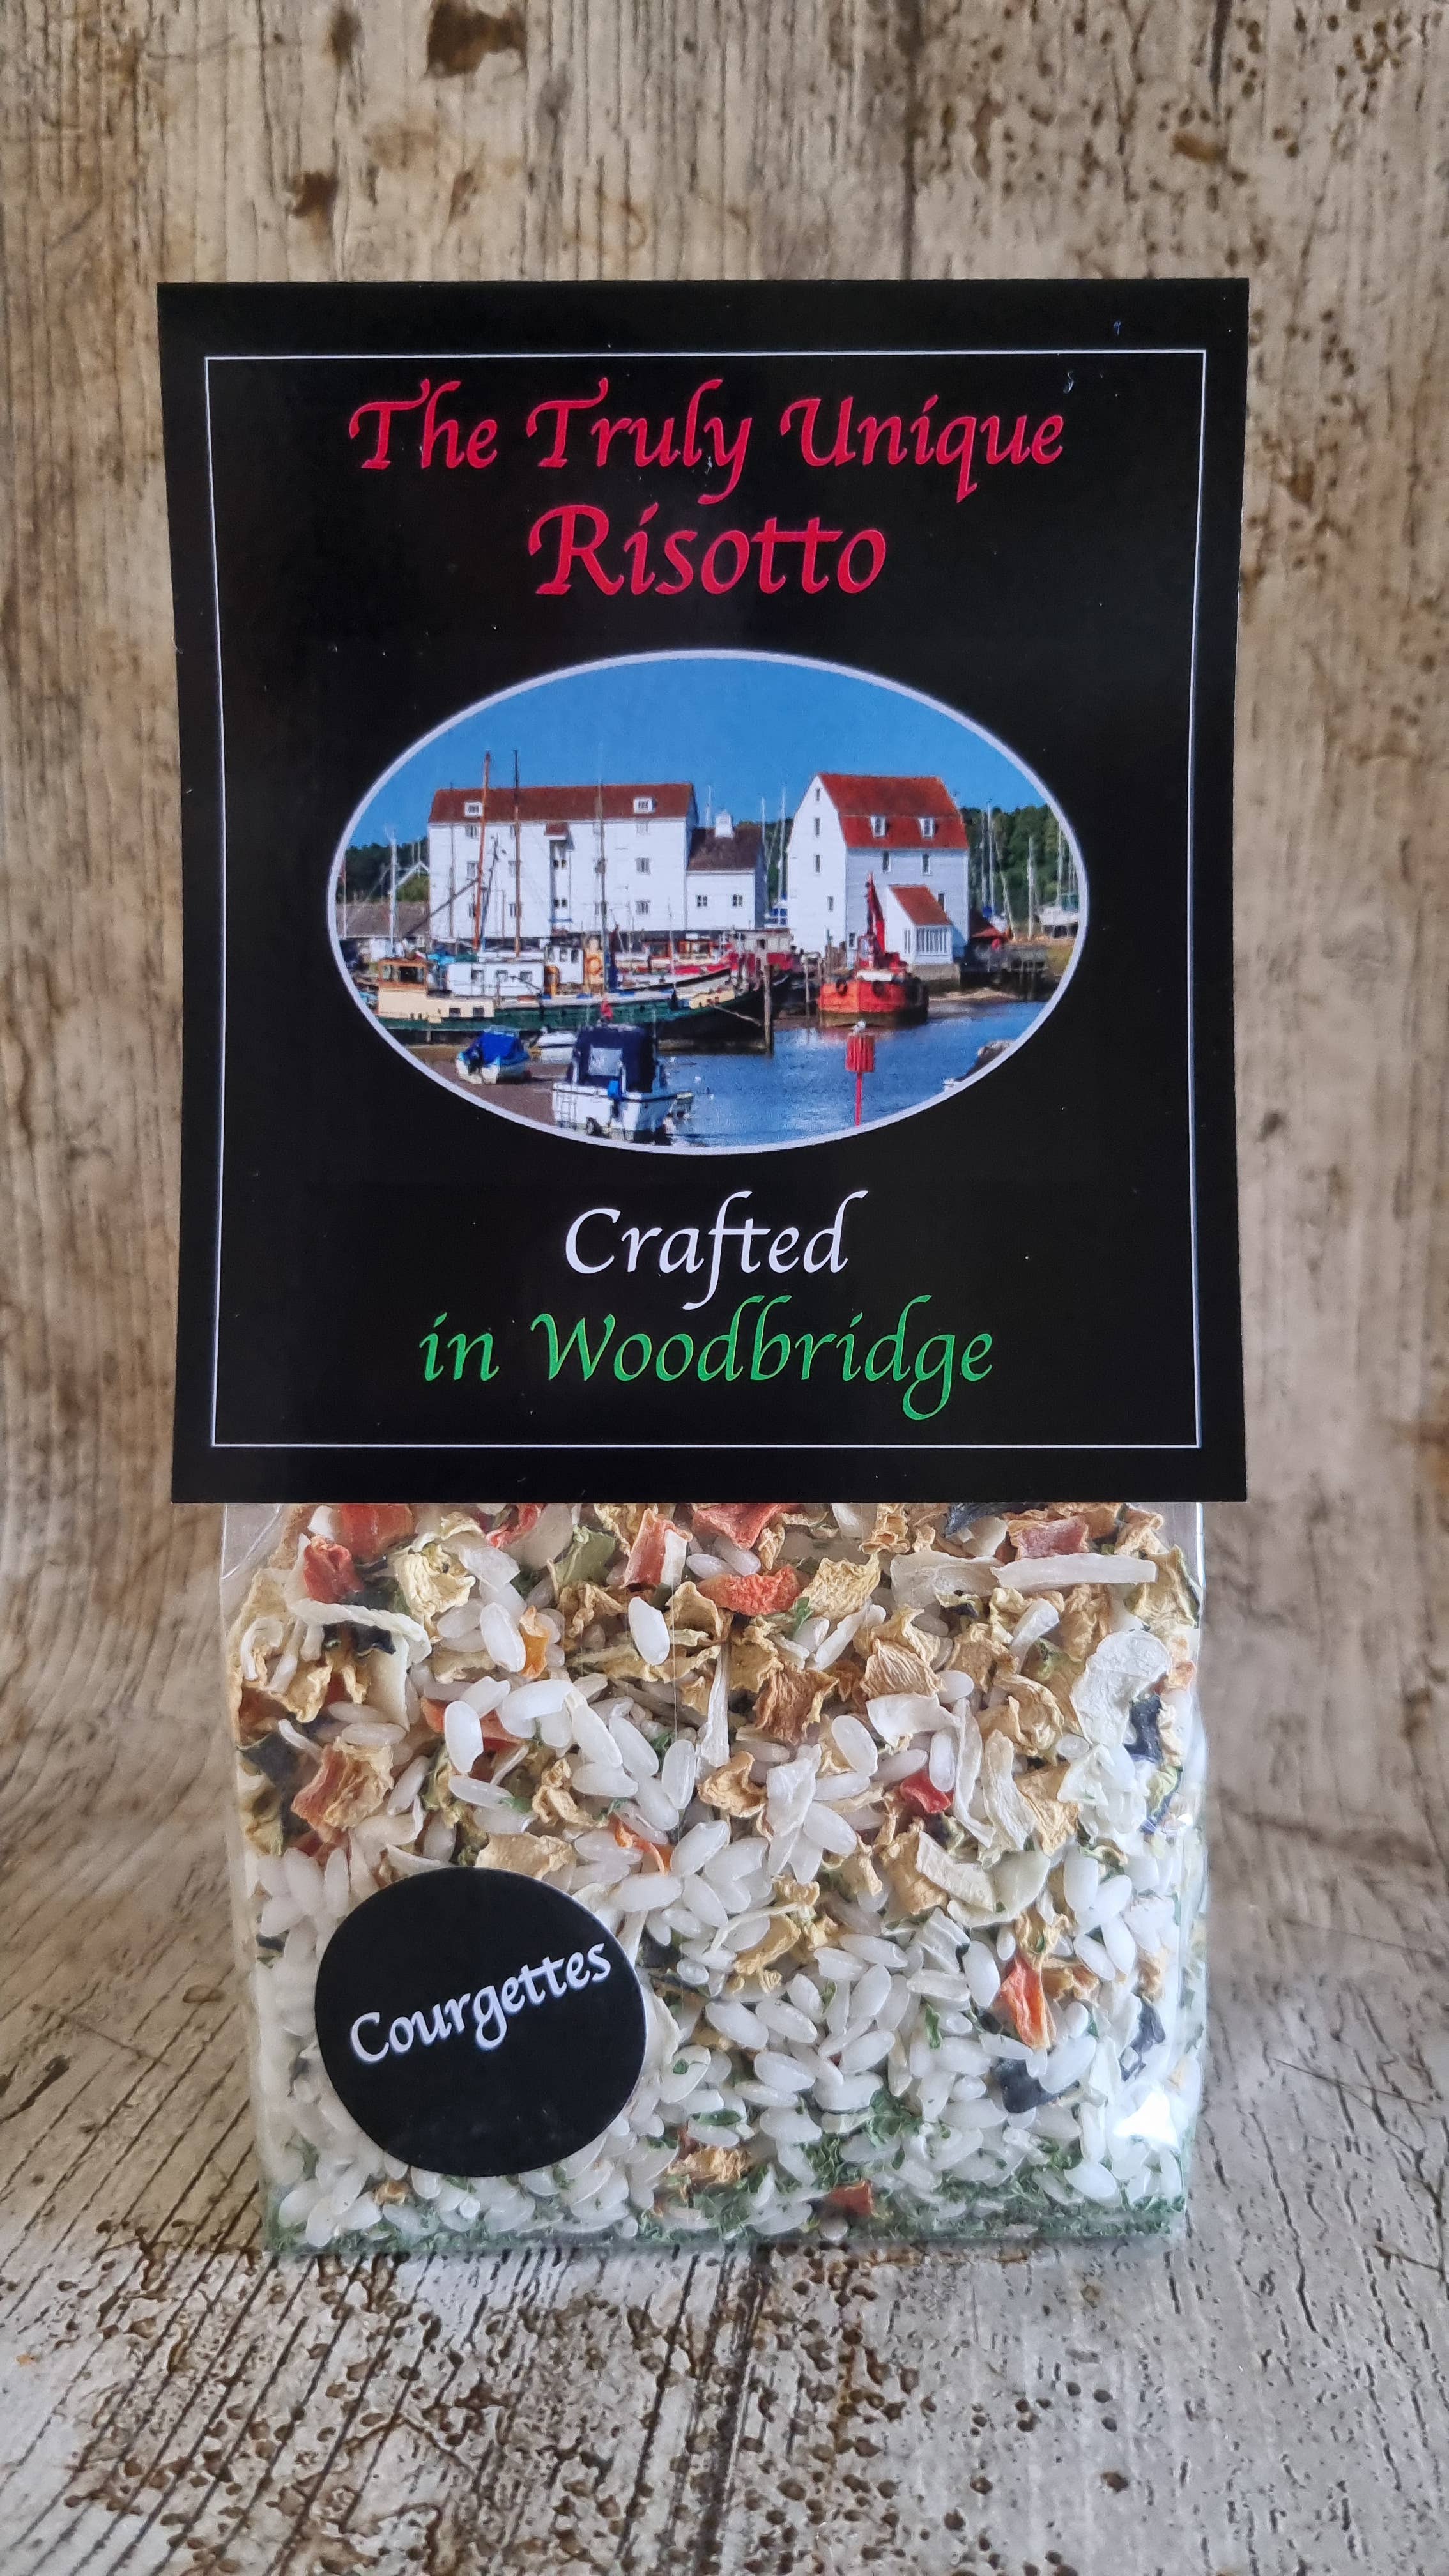 The Truly Unique
Risotto
Crafted
in Woodbridge
Courgettes